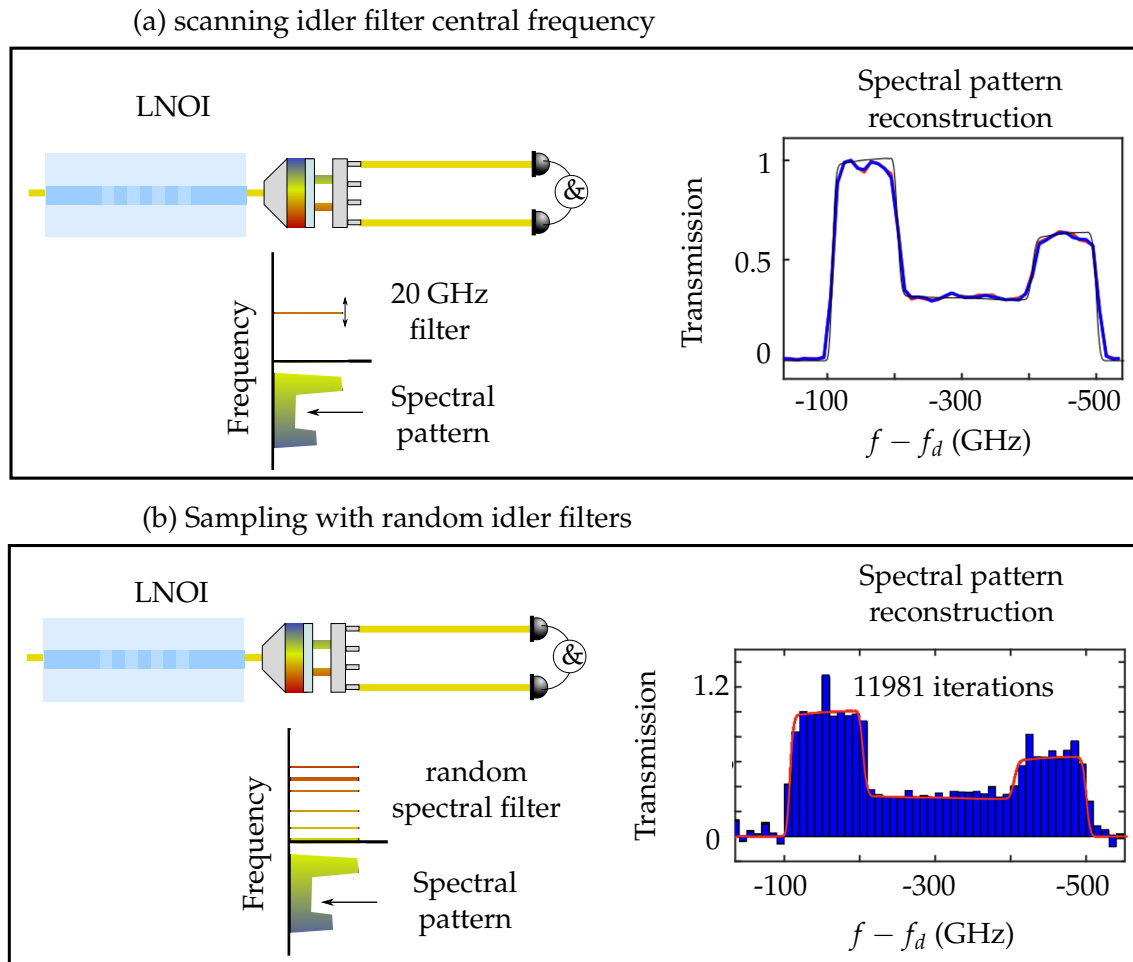 (a) scanning idler filter central frequency
LNOI
&
20 GHz
filter
Frequency
Spectral
pattern
Spectral pattern
reconstruction
Transmission
1
0.5
0
-100
-300
-500
f − f_d (GHz)
(b) Sampling with random idler filters
LNOI
&
random
spectral filter
Frequency
Spectral
pattern
Spectral pattern
reconstruction
11981 iterations
Transmission
1.2
0
-100
-300
-500
f − f_d (GHz)